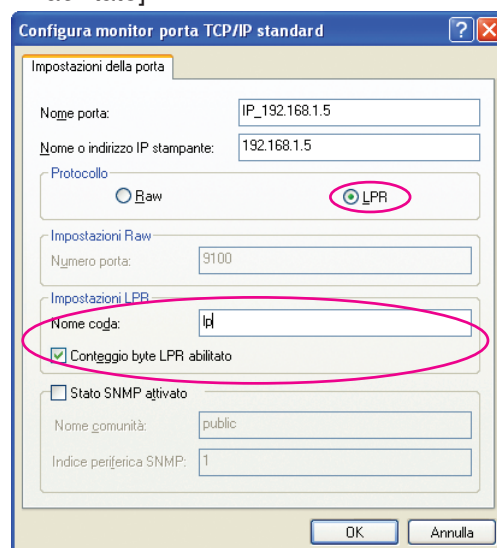 Configura monitor porta TCP/IP standard
Impostazioni della porta
Nome porta: IP_192.168.1.5
Nome o indirizzo IP stampante: 192.168.1.5
Protocollo
Raw LPR
Impostazioni Raw
Numero porta: 9100
Impostazioni LPR
Nome coda: lp
Conteggio byte LPR abilitato
Stato SNMP attivato
Nome comunità: public
Indice periferica SNMP: 1
OK Annulla